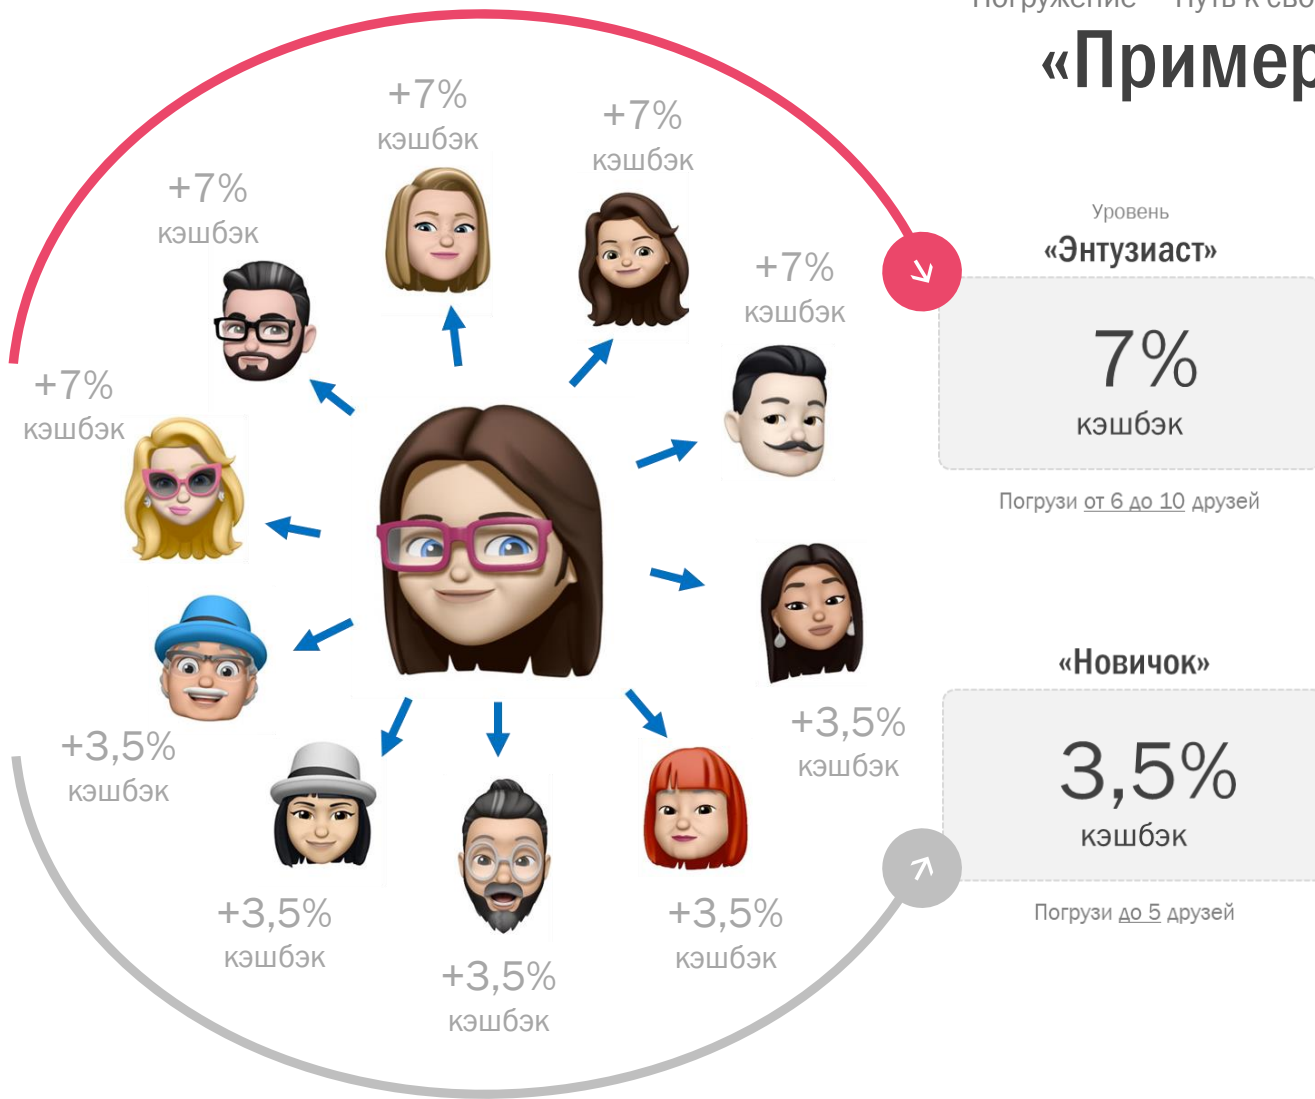 Погружение
«Пример
+7%
кэшбэк
+7%
кэшбэк
+7%
кэшбэк
+7%
кэшбэк
+7%
кэшбэк
+3,5%
кэшбэк
+3,5%
кэшбэк
+3,5%
кэшбэк
+3,5%
кэшбэк
+3,5%
кэшбэк
Уровень
«Энтузиаст»
7%
кэшбэк
Погрузи от 6 до 10 друзей
«Новичок»
3,5%
кэшбэк
Погрузи до 5 друзей